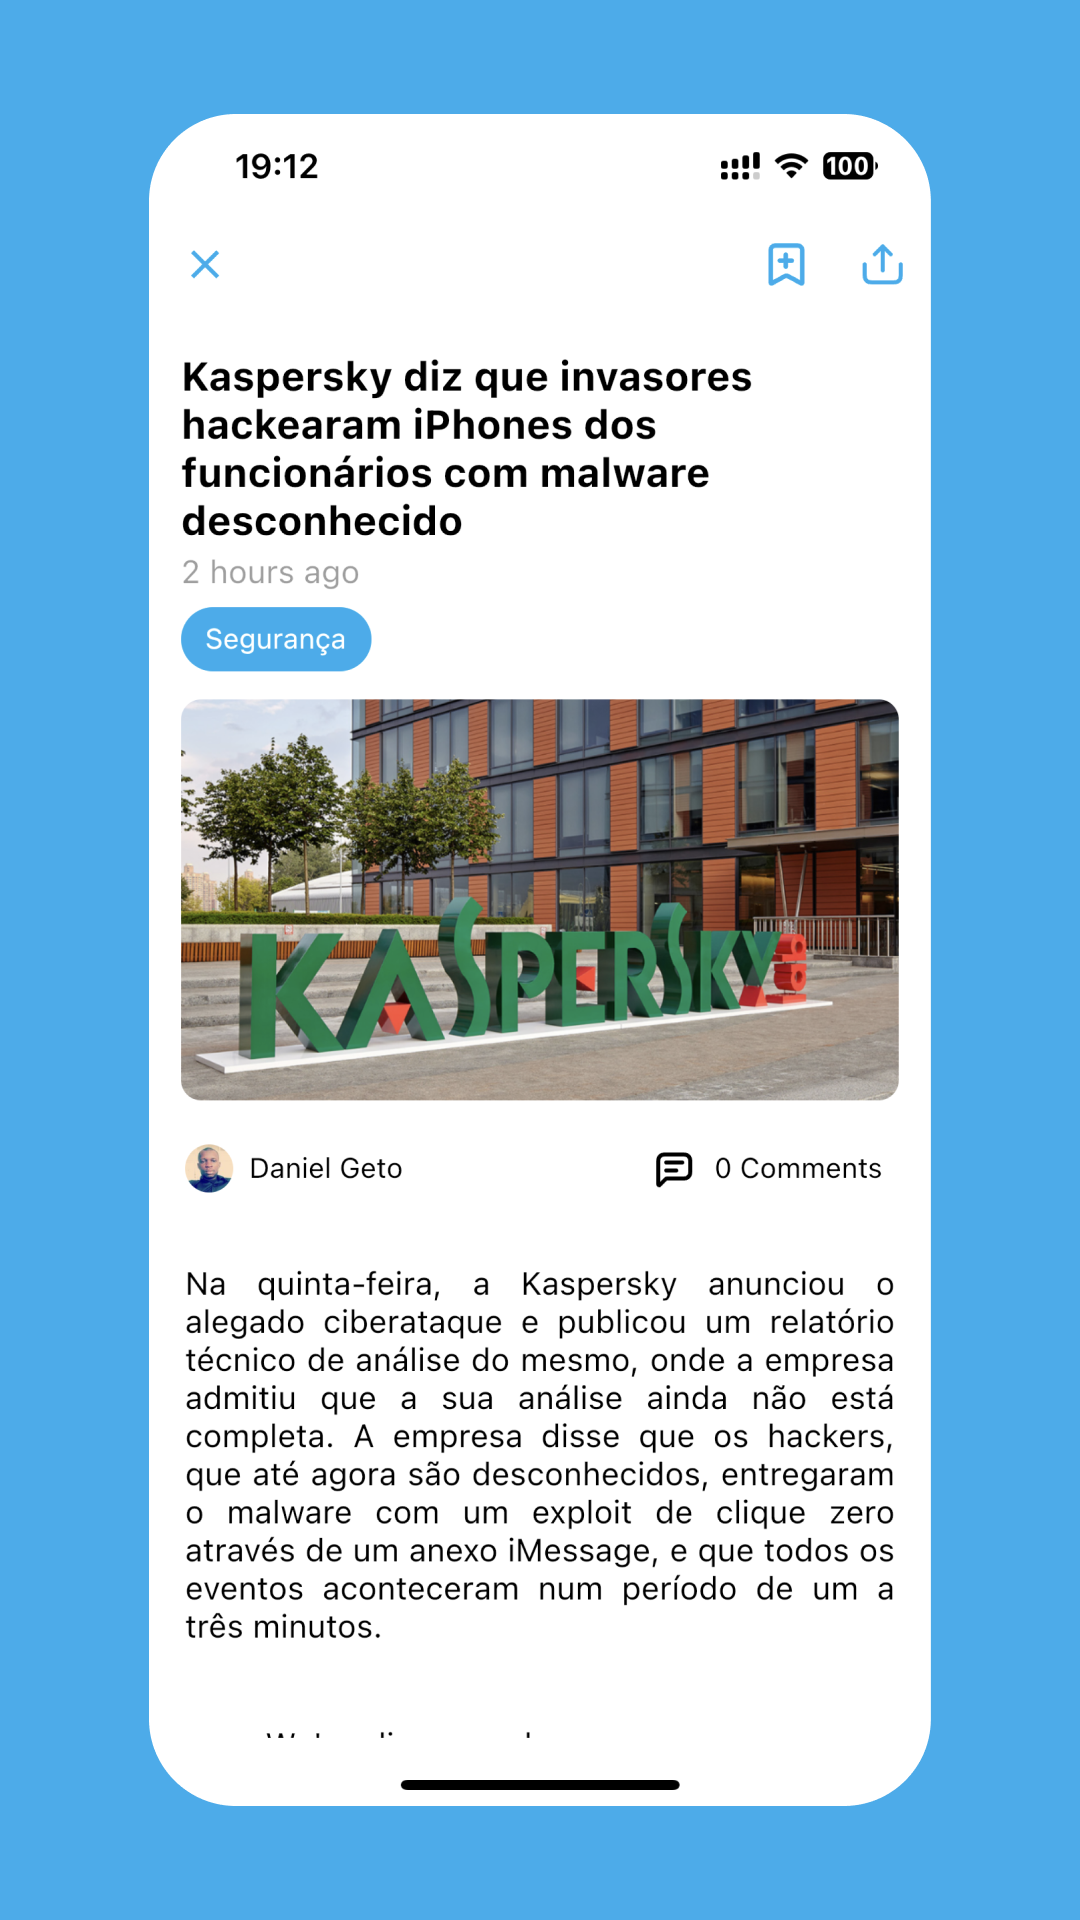 19:12
100
Kaspersky diz que invasores
hackearam iPhones dos
funcionários com malware
desconhecido
2 hours ago
Segurança
KASPERSKY
Daniel Geto
0 Comments
Na quinta-feira, a Kaspersky anunciou o
alegado ciberataque e publicou um relatório
técnico de análise do mesmo, onde a empresa
admitiu que a sua análise ainda não está
completa. A empresa disse que os hackers,
que até agora são desconhecidos, entregaram
o malware com um exploit de clique zero
através de um anexo iMessage, e que todos os
eventos aconteceram num período de um a
três minutos.